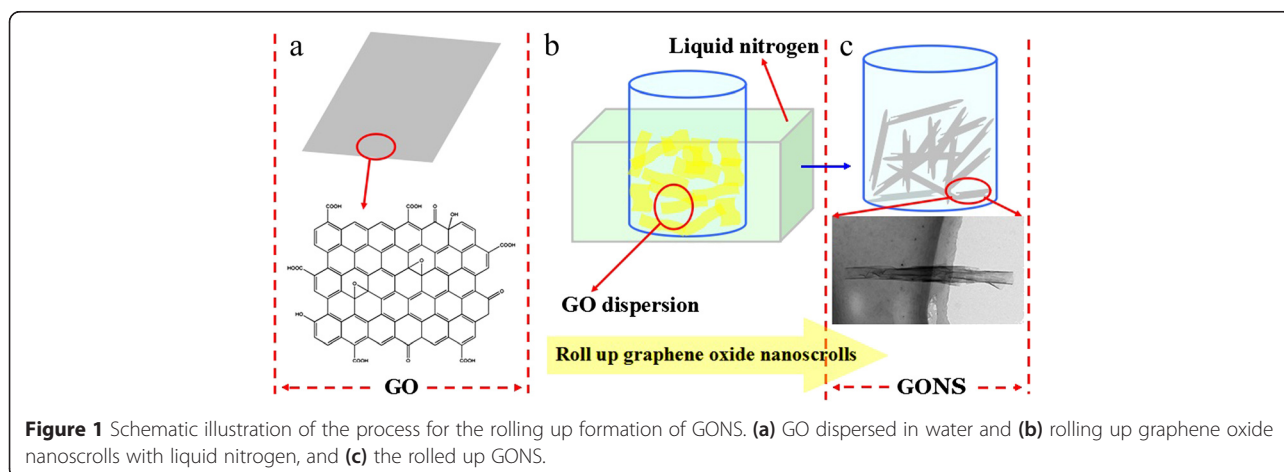 a
b
c
Liquid nitrogen
COOH
COOH
O
OH
COOH
HOOC
O
O
O
HO
COOH
O
COOH
GO dispersion
Roll up graphene oxide nanoscrolls
GO
GONS
Figure 1 Schematic illustration of the process for the rolling up formation of GONS. (a) GO dispersed in water and (b) rolling up graphene oxide
nanoscrolls with liquid nitrogen, and (c) the rolled up GONS.